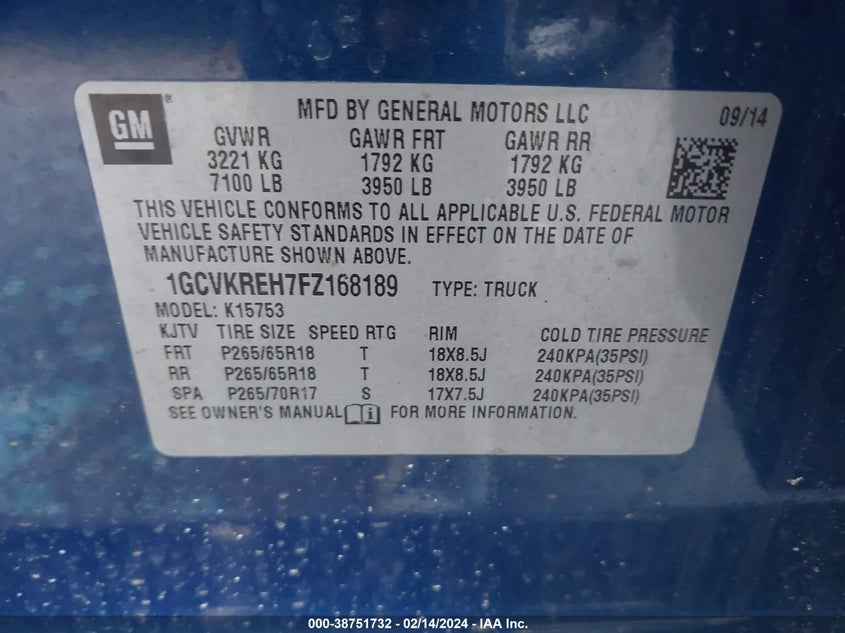 GM®
MFD BY GENERAL MOTORS LLC 09/14
GVWR GAWR FRT GAWR RR
3221 KG 1792 KG 1792 KG
7100 LB 3950 LB 3950 LB
THIS VEHICLE CONFORMS TO ALL APPLICABLE U.S. FEDERAL MOTOR
VEHICLE SAFETY STANDARDS IN EFFECT ON THE DATE OF
MANUFACTURE SHOWN ABOVE.
1GCVKREH7FZ168189 TYPE: TRUCK
MODEL: K15753
KJTV TIRE SIZE SPEED RTG RIM COLD TIRE PRESSURE
FRT P265/65R18 T 18X8.5J 240KPA(35PSI)
RR P265/65R18 T 18X8.5J 240KPA(35PSI)
SPA P265/70R17 S 17X7.5J 240KPA(35PSI)
SEE OWNER'S MANUAL i FOR MORE INFORMATION.
000-38751732 - 02/14/2024 - IAA Inc.